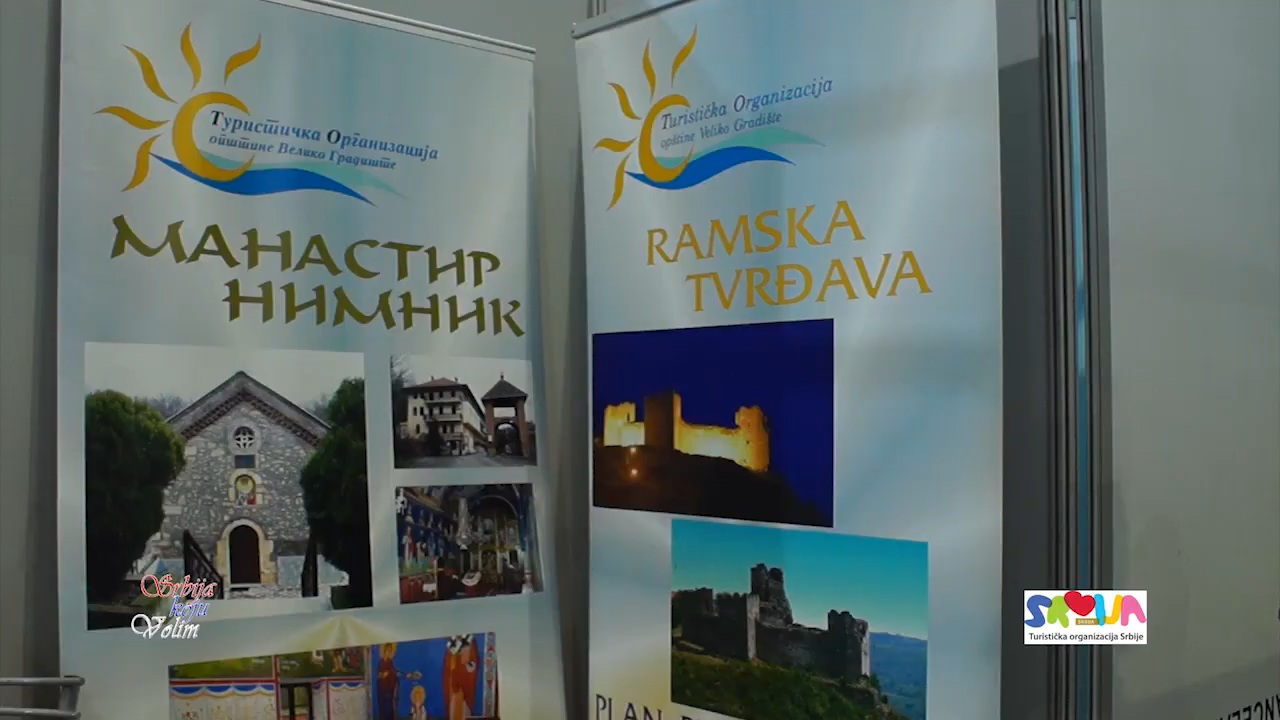 Туристичка Организација
општине Велико Градиште
МАНАСТИР
НИМНИК
Turistička Organizacija
opštine Veliko Gradište
RAMSKA
TVRĐAVA
PLAN
Srbija
koju
Volim
SRBIJA
Turistička organizacija Srbije